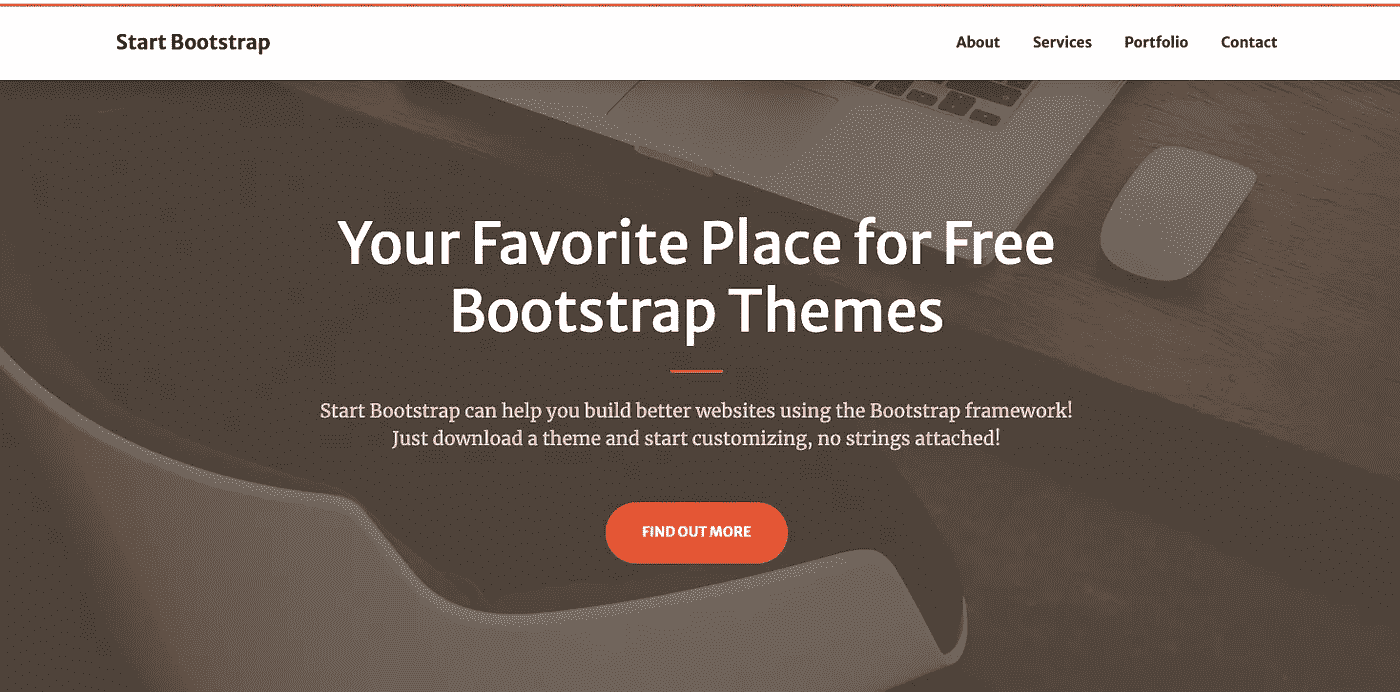 Start Bootstrap
About Services Portfolio Contact
Your Favorite Place for Free
Bootstrap Themes
Start Bootstrap can help you build better websites using the Bootstrap framework!
Just download a theme and start customizing, no strings attached!
FIND OUT MORE